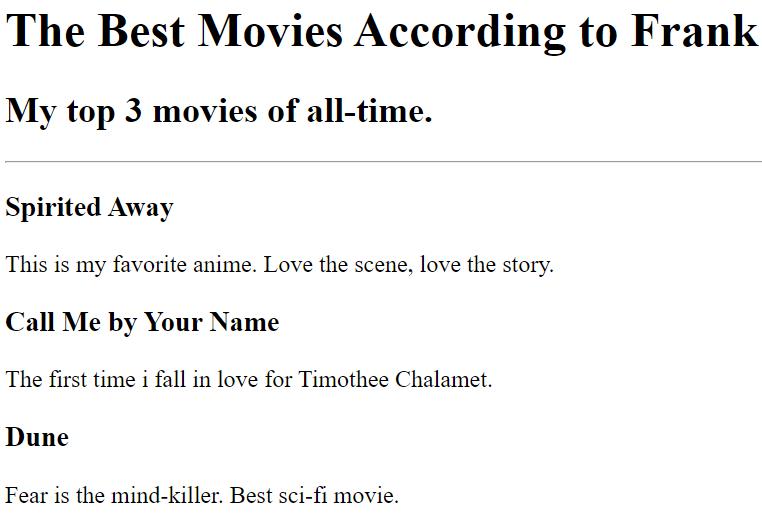 The Best Movies According to Frank
My top 3 movies of all-time.
Spirited Away
This is my favorite anime. Love the scene, love the story.
Call Me by Your Name
The first time i fall in love for Timothee Chalamet.
Dune
Fear is the mind-killer. Best sci-fi movie.